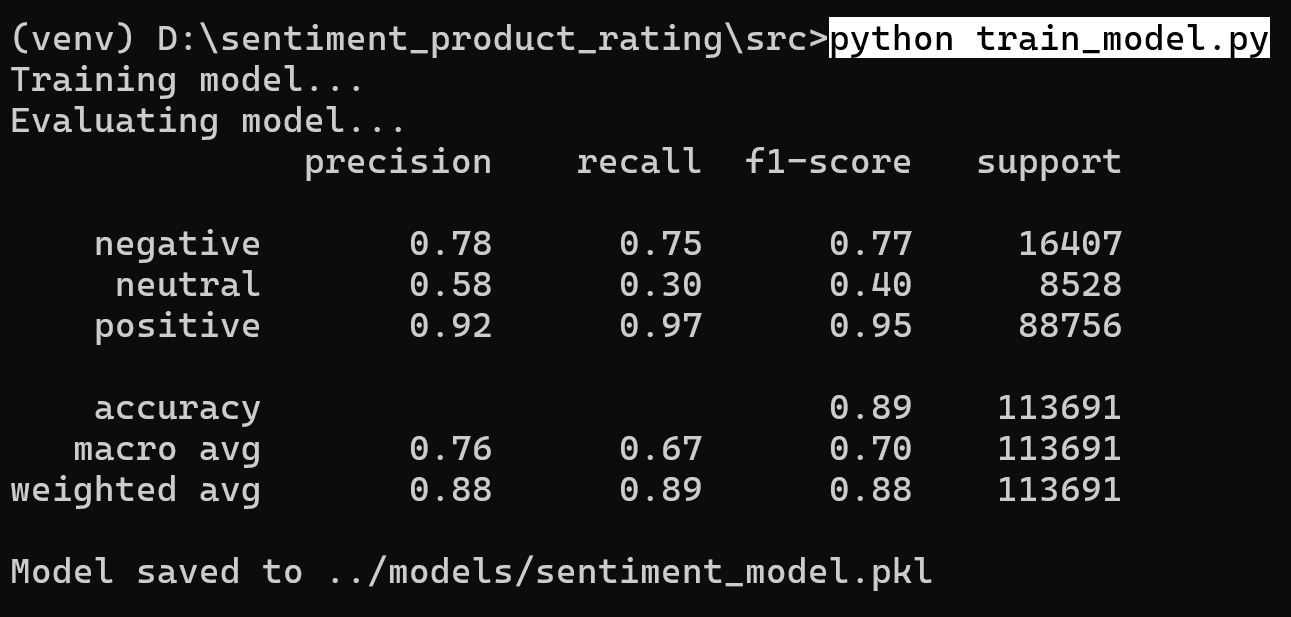 (venv) D:\sentiment_product_rating\src>python train_model.py
Training model...
Evaluating model...
              precision    recall  f1-score   support

    negative       0.78      0.75      0.77     16407
     neutral       0.58      0.30      0.40      8528
    positive       0.92      0.97      0.95     88756

    accuracy                           0.89    113691
   macro avg       0.76      0.67      0.70    113691
weighted avg       0.88      0.89      0.88    113691

Model saved to ../models/sentiment_model.pkl